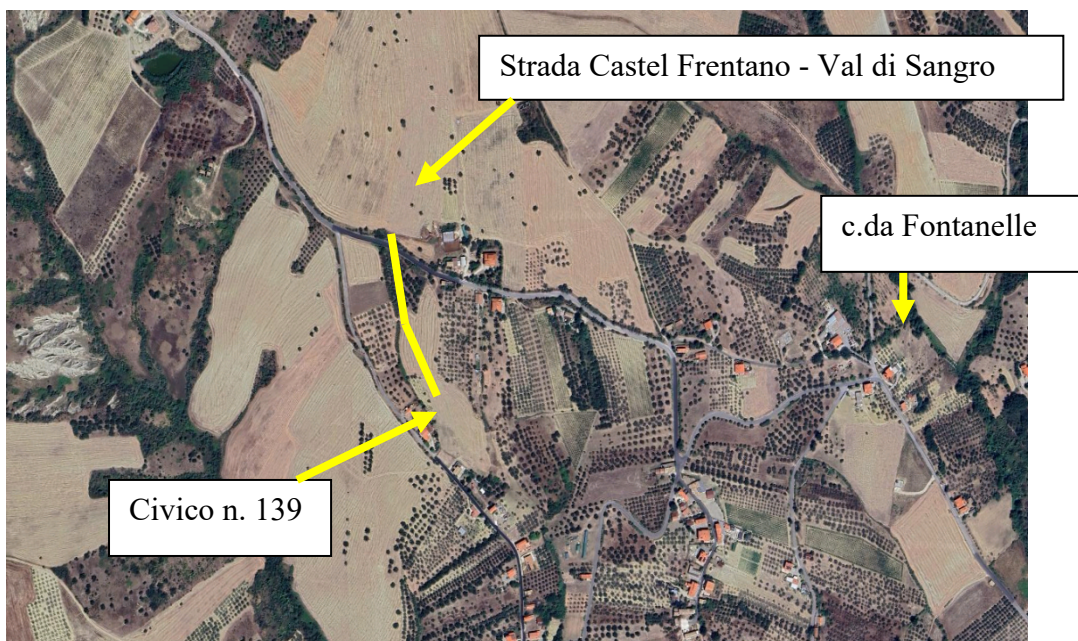 Strada Castel Frentano - Val di Sangro
c.da Fontanelle
Civico n. 139